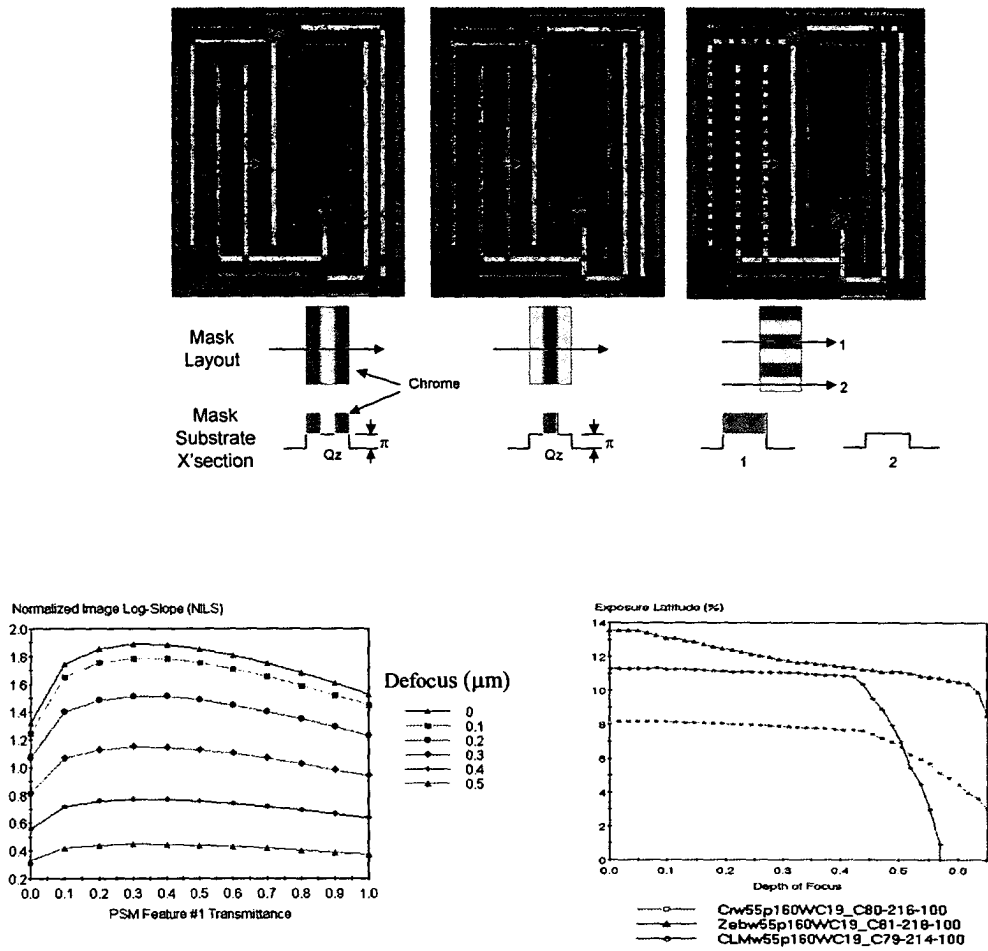 Mask
Layout
1
2
Chrome
Mask
Substrate
X'section
Qz
π
Qz
π
1
2
Normalized Image Log-Slope (NILS)
2.0
1.8
1.6
1.4
1.2
1.0
0.8
0.6
0.4
0.2
0.0 0.1 0.2 0.3 0.4 0.5 0.6 0.7 0.8 0.9 1.0
PSM Feature #1 Transmittance
Defocus (μm)
0
0.1
0.2
0.3
0.4
0.5
Exposure Latitude (%)
14
12
10
8
6
4
2
0
0.0 0.1 0.2 0.3 0.4 0.5 0.6
Depth of Focus
Crw55p160WC19_C80-216-100
Zebw55p160WC19_C81-218-100
CLMw55p160WC19_C79-214-100